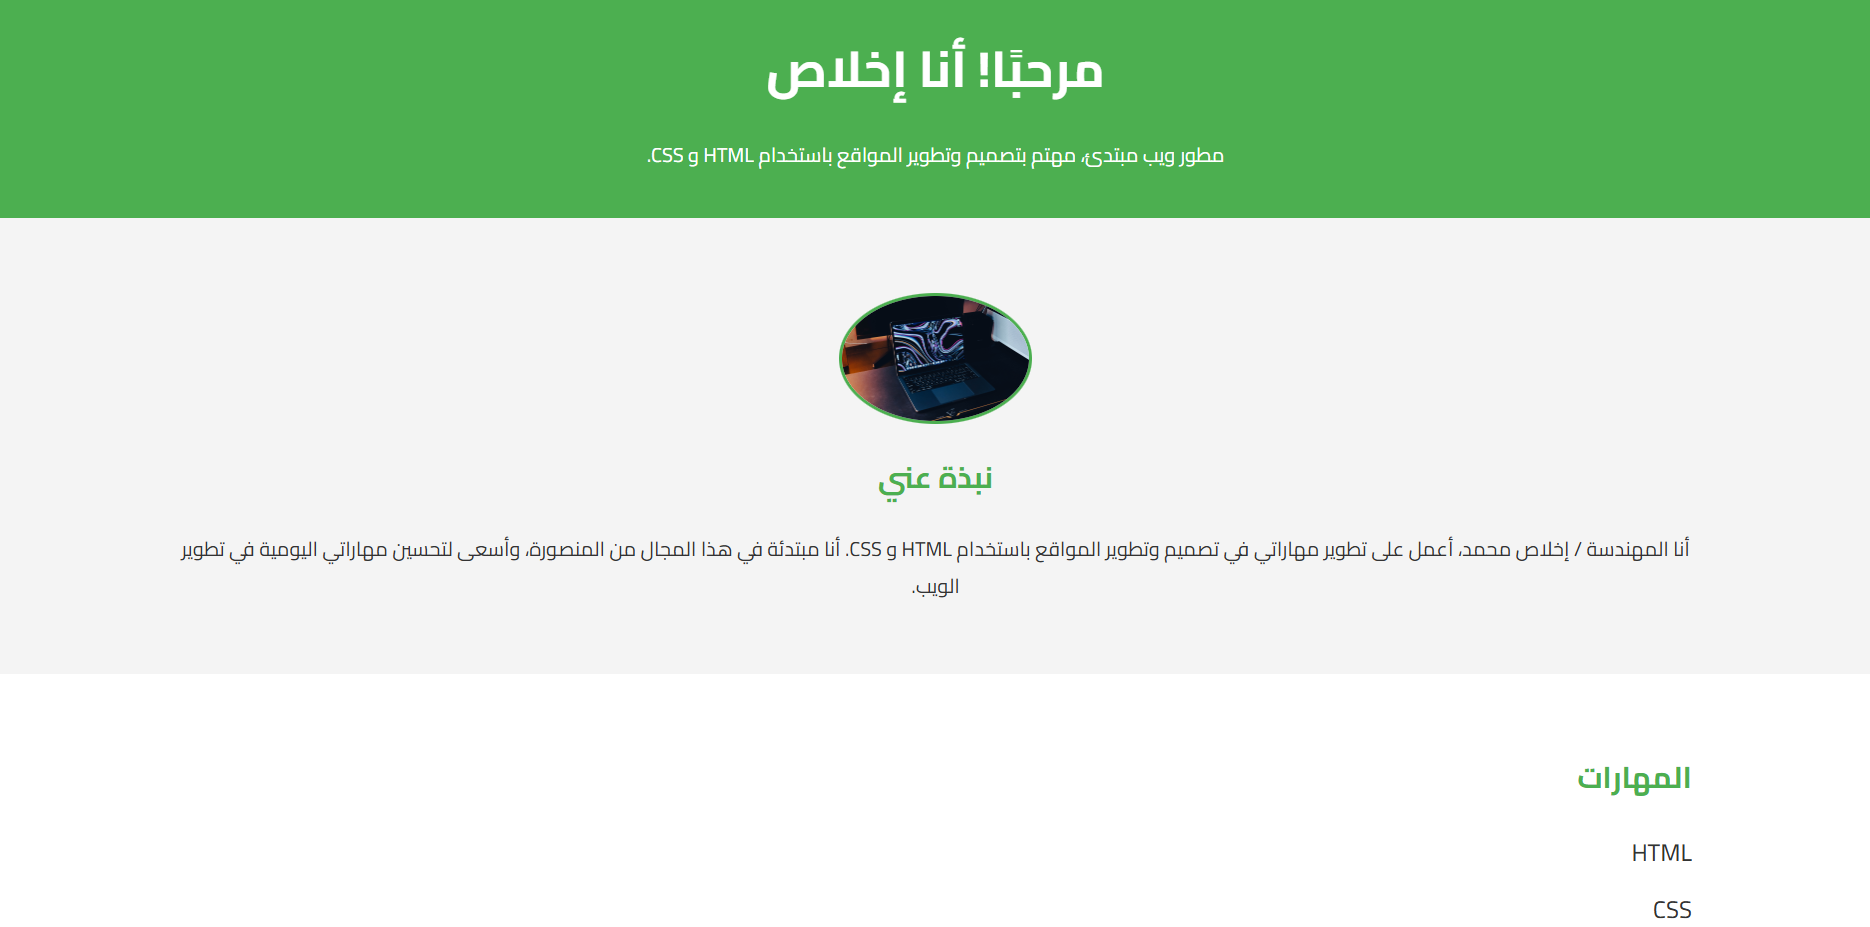 مرحبًا! أنا إخلاص
مطور ويب مبتدئ، مهتم بتصميم وتطوير المواقع باستخدام HTML و CSS.
نبذة عني
أنا المهندسة / إخلاص محمد، أعمل على تطوير مهاراتي في تصميم وتطوير المواقع باستخدام HTML و CSS. أنا مبتدئة في هذا المجال من المنصورة، وأسعى لتحسين مهاراتي اليومية في تطوير
الويب.
المهارات
HTML
CSS